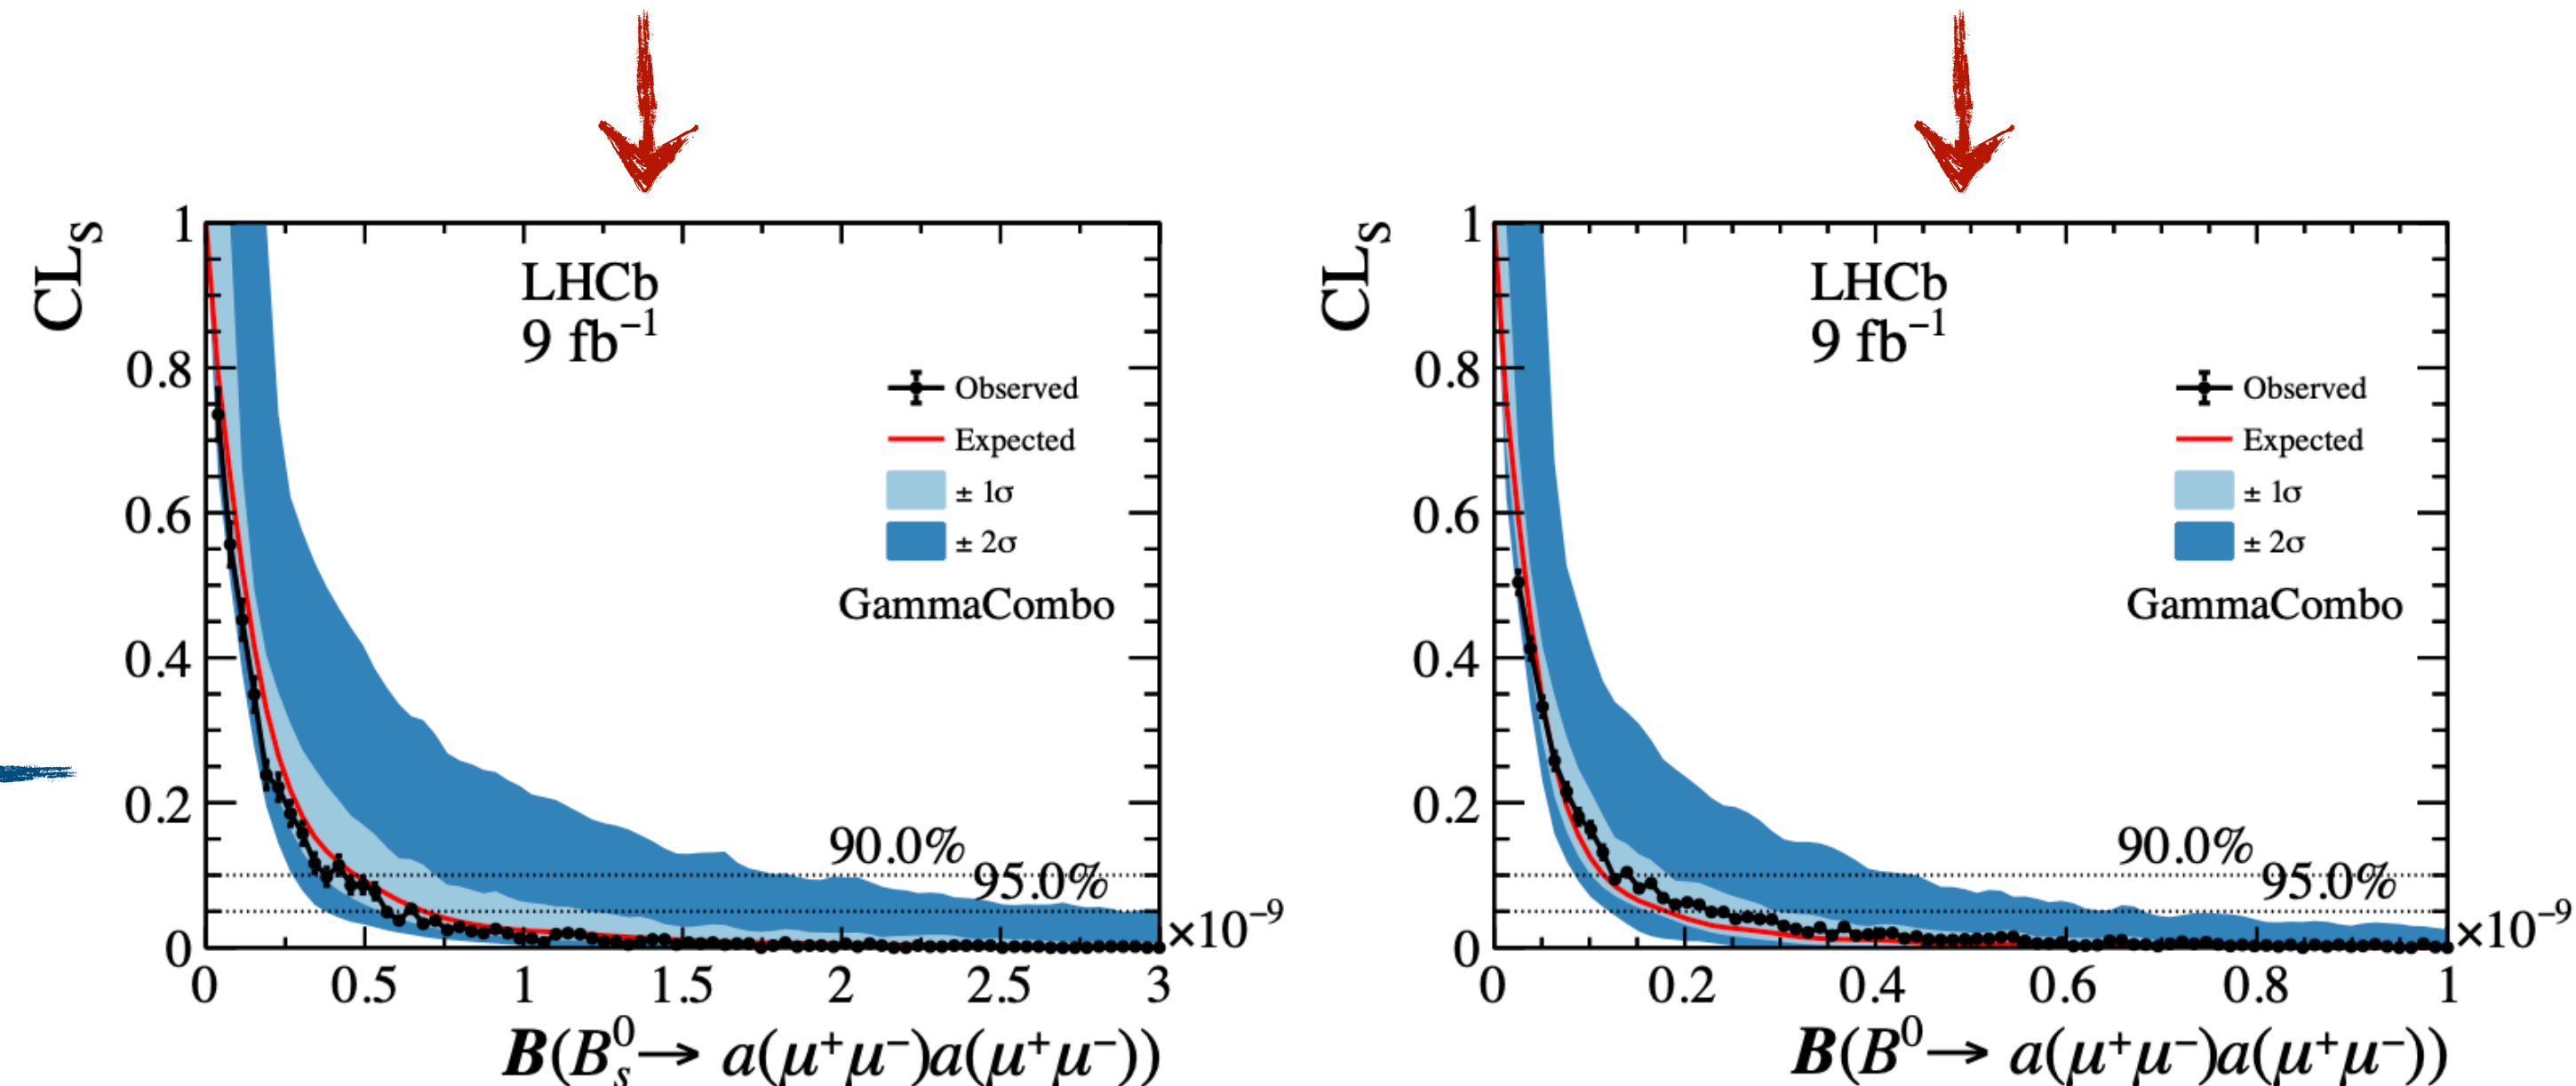 CLs
1
0.8
0.6
0.4
0.2
0
LHCb
9 fb⁻¹
Observed
Expected
± 1σ
± 2σ
GammaCombo
90.0%
95.0%
×10⁻⁹
0 0.5 1 1.5 2 2.5 3
B(B⁰ₛ→ a(μ⁺μ⁻)a(μ⁺μ⁻))
CLs
1
0.8
0.6
0.4
0.2
0
LHCb
9 fb⁻¹
Observed
Expected
± 1σ
± 2σ
GammaCombo
90.0%
95.0%
×10⁻⁹
0 0.2 0.4 0.6 0.8 1
B(B⁰→ a(μ⁺μ⁻)a(μ⁺μ⁻))